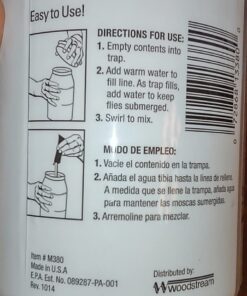 Easy to Use!
DIRECTIONS FOR USE:
1. Empty contents into
trap.
2. Add warm water to
fill line. As trap fills,
add water to keep
flies submerged.
3. Swirl to mix.
MODO DE EMPLEO:
1. Vacie el contenido en la trampa.
2. Añada el agua tibia hasta la línea de relleno.
A medida que se llene la trampa, añada agua
para mantener las moscas sumergidas.
3. Arremoline para mezclar.
Item # M380
Made in U.S.A
E.P.A. Est. No. 089287-PA-001
Rev. 1014
Distributed by:
Woodstream